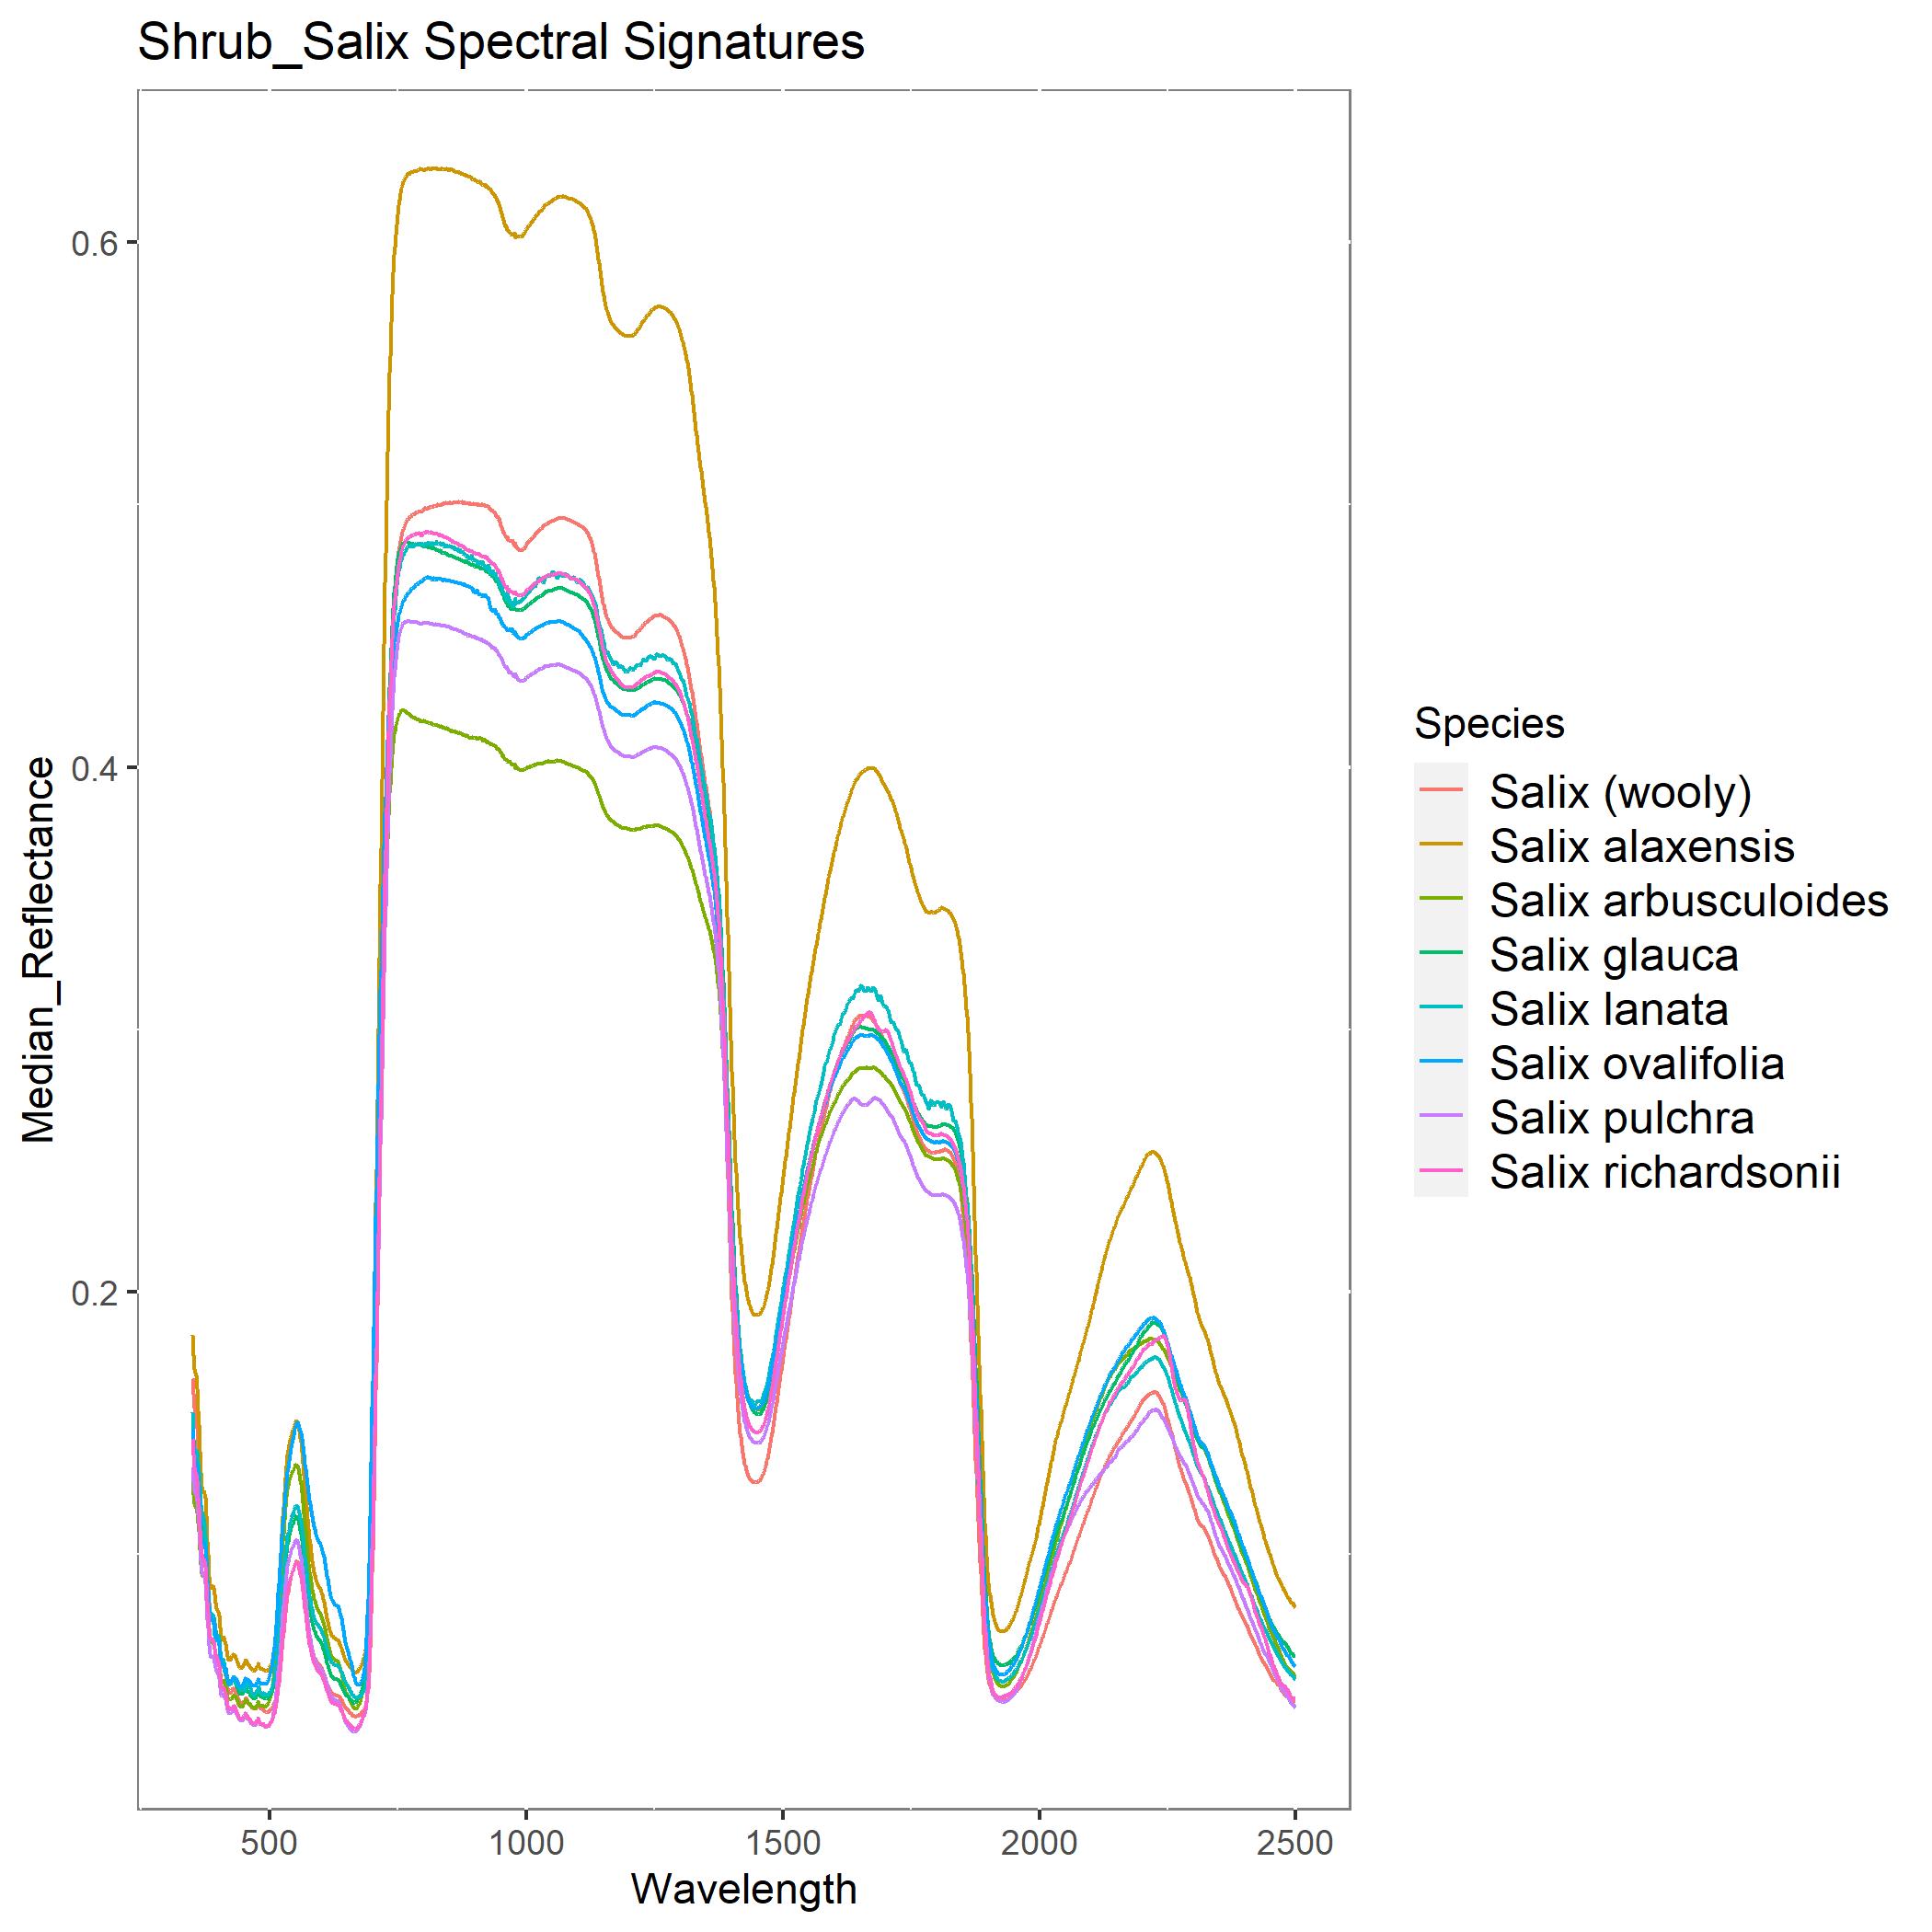 Shrub_Salix Spectral Signatures
0.6
0.4
0.2
Median_Reflectance
500 1000 1500 2000 2500
Wavelength
Species
Salix (wooly)
Salix alaxensis
Salix arbusculoides
Salix glauca
Salix lanata
Salix ovalifolia
Salix pulchra
Salix richardsonii